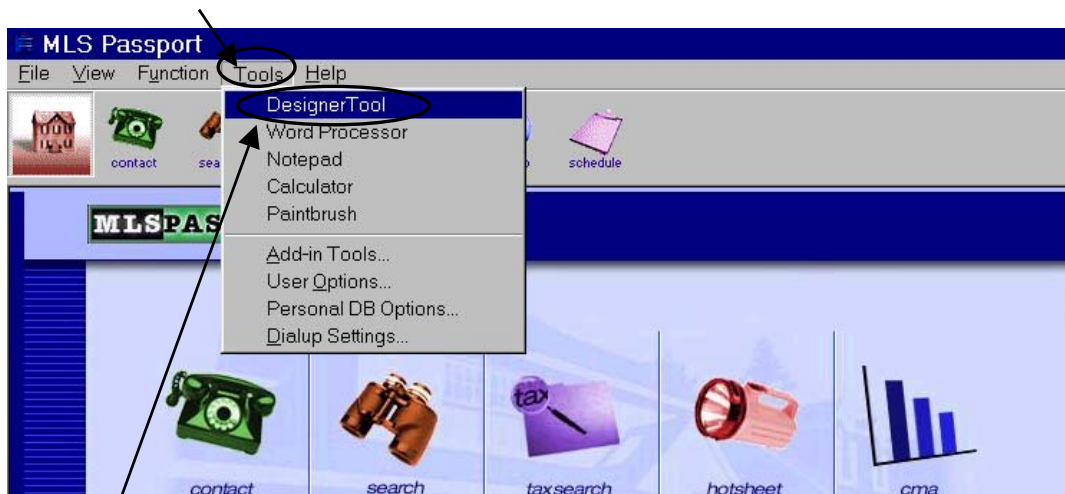 MLS Passport
File View Function Tools Help
DesignerTool
Word Processor
Notepad
Calculator
Paintbrush
Add-in Tools...
User Options...
Personal DB Options...
Dialup Settings...
contact schedule
contact search taxsearch hotsheet cma
tax